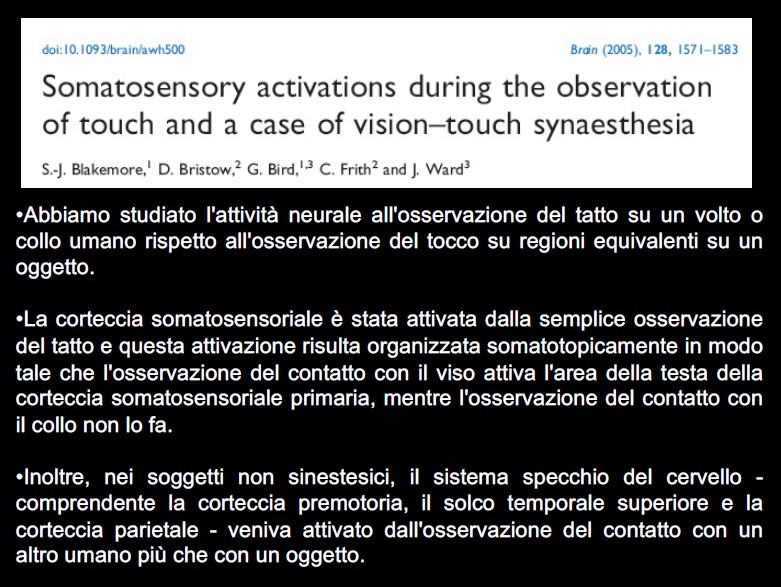 doi:10.1093/brain/awh500
Brain (2005), 128, 1571–1583
Somatosensory activations during the observation
of touch and a case of vision–touch synaesthesia
S.-J. Blakemore,¹ D. Bristow,² G. Bird,¹,³ C. Frith² and J. Ward³
•Abbiamo studiato l'attività neurale all'osservazione del tatto su un volto o
collo umano rispetto all'osservazione del tocco su regioni equivalenti su un
oggetto.
•La corteccia somatosensoriale è stata attivata dalla semplice osservazione
del tatto e questa attivazione risulta organizzata somatotopicamente in modo
tale che l'osservazione del contatto con il viso attiva l'area della testa della
corteccia somatosensoriale primaria, mentre l'osservazione del contatto con
il collo non lo fa.
•Inoltre, nei soggetti non sinestesici, il sistema specchio del cervello -
comprendente la corteccia premotoria, il solco temporale superiore e la
corteccia parietale - veniva attivato dall'osservazione del contatto con un
altro umano più che con un oggetto.